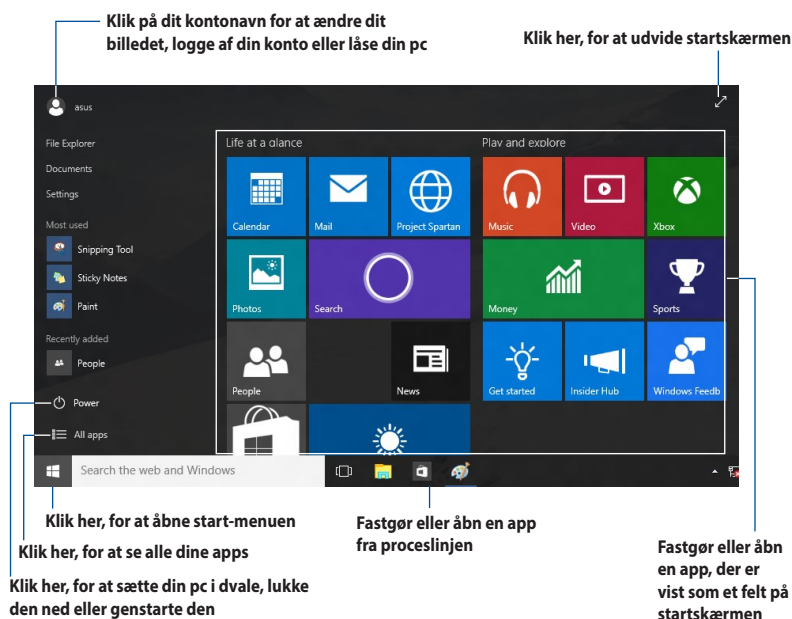 Klik på dit kontonavn for at ændre dit
billedet, logge af din konto eller låse din pc
Klik her, for at udvide startskærmen
asus
File Explorer
Documents
Settings
Most used
Snipping Tool
Sticky Notes
Paint
Recently added
People
Power
All apps
Search the web and Windows
Life at a glance
Calendar
Mail
Project Spartan
Photos
Search
People
News
Play and explore
Music
Video
Xbox
Money
Sports
Get started
Insider Hub
Windows Feedb
Klik her, for at åbne start-menuen
Klik her, for at se alle dine apps
Klik her, for at sætte din pc i dvale, lukke
den ned eller genstarte den
Fastgør eller åbn en app
fra proceslinjen
Fastgør eller åbn
en app, der er
vist som et felt på
startskærmen